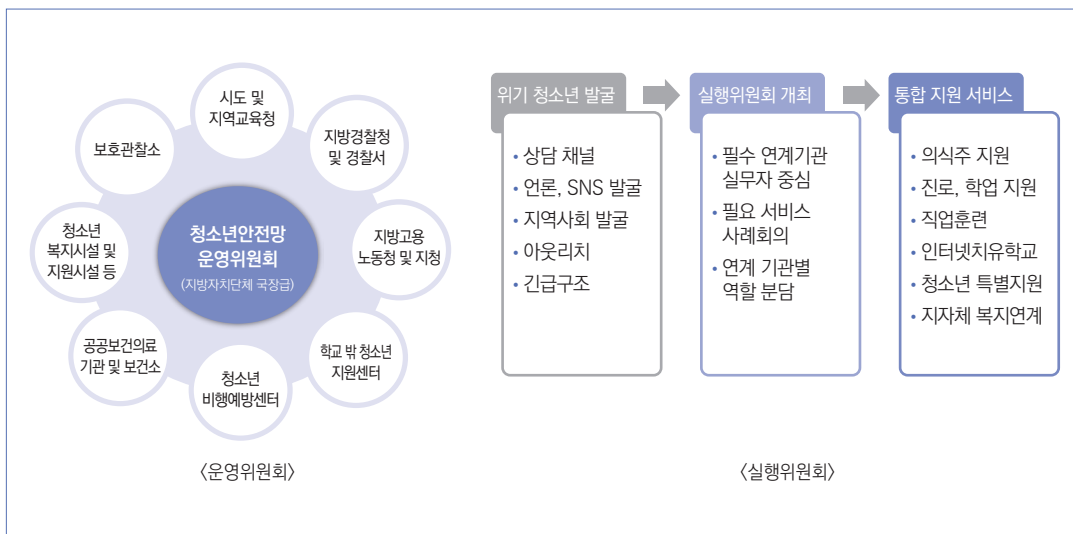 시도 및
지역교육청
지방경찰청
및 경찰서
지방고용
노동청 및 지청
학교 밖 청소년
지원센터
청소년
비행예방센터
공공보건의료
기관 및 보건소
청소년
복지시설 및
지원시설 등
보호관찰소
청소년안전망
운영위원회
(지방자치단체 국장급)
〈운영위원회〉
위기 청소년 발굴
• 상담 채널
• 언론, SNS 발굴
• 지역사회 발굴
• 아웃리치
• 긴급구조
실행위원회 개최
• 필수 연계기관
실무자 중심
• 필요 서비스
사례회의
• 연계 기관별
역할 분담
통합 지원 서비스
• 의식주 지원
• 진로, 학업 지원
• 직업훈련
• 인터넷치유학교
• 청소년 특별지원
• 지자체 복지연계
〈실행위원회〉